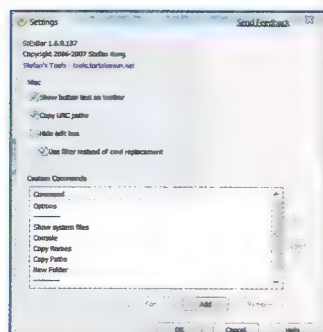 Settings
Send Feedback
StExBar 1.6.9.137
Copyright 2006-2007 Stefan Kueng
Stefan's Tools tools.tortoisesvn.net
Misc
Show button text on toolbar
Copy UNC paths
Hide edit box
Use filter instead of cmd replacement
Custom Commands
Command
Options
Show system files
Console
Copy Names
Copy Paths
New Folder
Add
OK
Cancel
Help